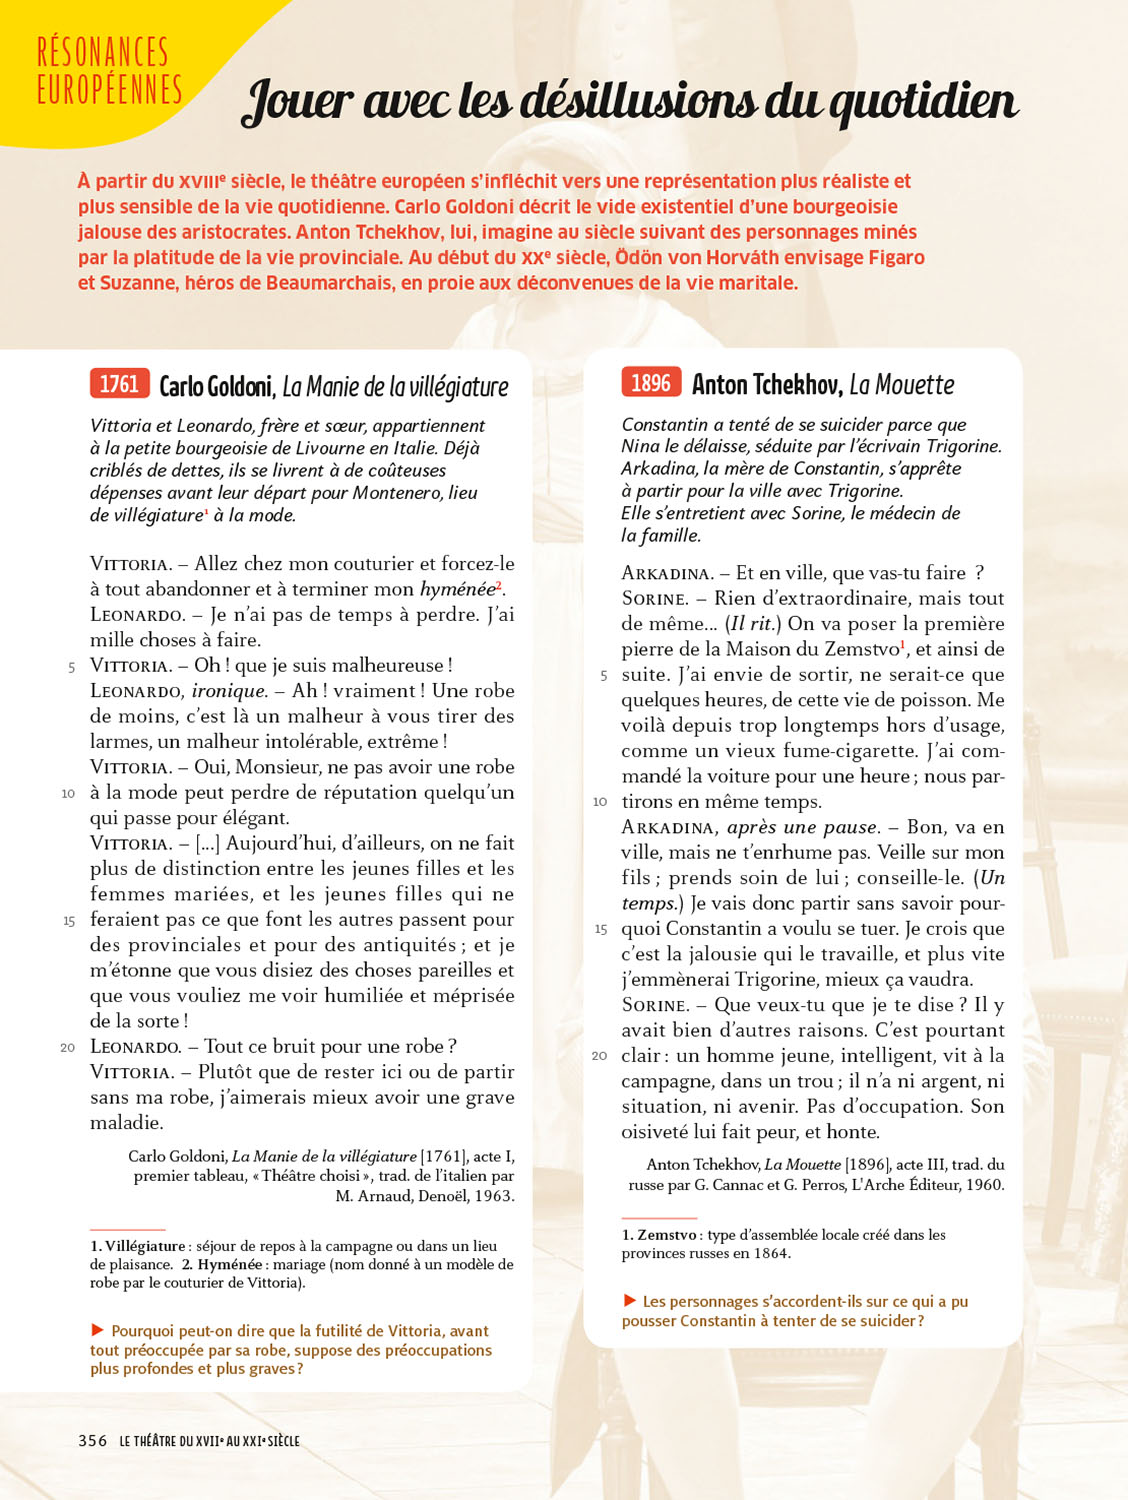 RÉSONANCES
EUROPÉENNES
Jouer avec les désillusions du quotidien
À partir du XVIIIe siècle, le théâtre européen s'infléchit vers une représentation plus réaliste et
plus sensible de la vie quotidienne. Carlo Goldoni décrit le vide existentiel d'une bourgeoisie
jalouse des aristocrates. Anton Tchekhov, lui, imagine au siècle suivant des personnages minés
par la platitude de la vie provinciale. Au début du XXe siècle, Ödön von Horváth envisage Figaro
et Suzanne, héros de Beaumarchais, en proie aux déconvenues de la vie maritale.
1761 Carlo Goldoni, La Manie de la villégiature
Vittoria et Leonardo, frère et sœur, appartiennent
à la petite bourgeoisie de Livourne en Italie. Déjà
criblés de dettes, ils se livrent à de coûteuses
dépenses avant leur départ pour Montenero, lieu
de villégiature1 à la mode.
VITTORIA. – Allez chez mon couturier et forcez-le
à tout abandonner et à terminer mon hyménée2.
LEONARDO. – Je n'ai pas de temps à perdre. J'ai
mille choses à faire.
5 VITTORIA. – Oh ! que je suis malheureuse !
LEONARDO, ironique. – Ah ! vraiment ! Une robe
de moins, c'est là un malheur à vous tirer des
larmes, un malheur intolérable, extrême !
VITTORIA. – Oui, Monsieur, ne pas avoir une robe
10 à la mode peut perdre de réputation quelqu'un
qui passe pour élégant.
VITTORIA. – [...] Aujourd'hui, d'ailleurs, on ne fait
plus de distinction entre les jeunes filles et les
femmes mariées, et les jeunes filles qui ne
15 feraient pas ce que font les autres passent pour
des provinciales et pour des antiquités ; et je
m'étonne que vous disiez des choses pareilles et
que vous vouliez me voir humiliée et méprisée
de la sorte !
20 LEONARDO. – Tout ce bruit pour une robe ?
VITTORIA. – Plutôt que de rester ici ou de partir
sans ma robe, j'aimerais mieux avoir une grave
maladie.
Carlo Goldoni, La Manie de la villégiature [1761], acte I,
premier tableau, « Théâtre choisi », trad. de l'italien par
M. Arnaud, Denoël, 1963.
1. Villégiature : séjour de repos à la campagne ou dans un lieu
de plaisance. 2. Hyménée : mariage (nom donné à un modèle de
robe par le couturier de Vittoria).
► Pourquoi peut-on dire que la futilité de Vittoria, avant
tout préoccupée par sa robe, suppose des préoccupations
plus profondes et plus graves ?
1896 Anton Tchekhov, La Mouette
Constantin a tenté de se suicider parce que
Nina le délaisse, séduite par l'écrivain Trigorine.
Arkadina, la mère de Constantin, s'apprête
à partir pour la ville avec Trigorine.
Elle s'entretient avec Sorine, le médecin de
la famille.
ARKADINA. – Et en ville, que vas-tu faire ?
SORINE. – Rien d'extraordinaire, mais tout
de même... (Il rit.) On va poser la première
pierre de la Maison du Zemstvo1, et ainsi de
5 suite. J'ai envie de sortir, ne serait-ce que
quelques heures, de cette vie de poisson. Me
voilà depuis trop longtemps hors d'usage,
comme un vieux fume-cigarette. J'ai com-
mandé la voiture pour une heure ; nous par-
10 tirons en même temps.
ARKADINA, après une pause. – Bon, va en
ville, mais ne t'enrhume pas. Veille sur mon
fils ; prends soin de lui ; conseille-le. (Un
temps.) Je vais donc partir sans savoir pour-
15 quoi Constantin a voulu se tuer. Je crois que
c'est la jalousie qui le travaille, et plus vite
j'emmènerai Trigorine, mieux ça vaudra.
SORINE. – Que veux-tu que je te dise ? Il y
avait bien d'autres raisons. C'est pourtant
20 clair : un homme jeune, intelligent, vit à la
campagne, dans un trou ; il n'a ni argent, ni
situation, ni avenir. Pas d'occupation. Son
oisiveté lui fait peur, et honte.
Anton Tchekhov, La Mouette [1896], acte III, trad. du
russe par G. Cannac et G. Perros, L'Arche Éditeur, 1960.
1. Zemstvo : type d'assemblée locale créé dans les
provinces russes en 1864.
► Les personnages s'accordent-ils sur ce qui a pu
pousser Constantin à tenter de se suicider ?
356 LE THÉÂTRE DU XVIIe AU XXIe SIÈCLE